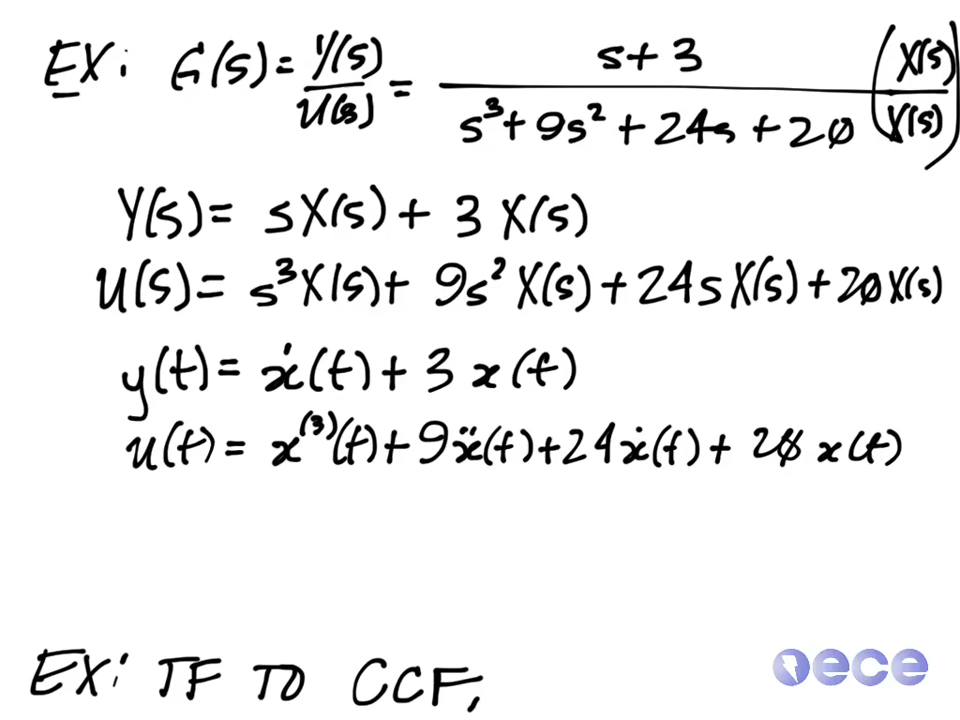 EX: G(s) = Y(s)/U(s) = (s + 3)/(s³ + 9s² + 24s + 20) (X(s)/X(s))
Y(s) = sX(s) + 3 X(s)
U(s) = s³X(s) + 9s² X(s) + 24s X(s) + 20 X(s)
y(t) = ẋ(t) + 3 x(t)
u(t) = x⁽³⁾(t) + 9ẍ(t) + 24ẋ(t) + 20 x(t)
EX: TF TO CCF,
ece